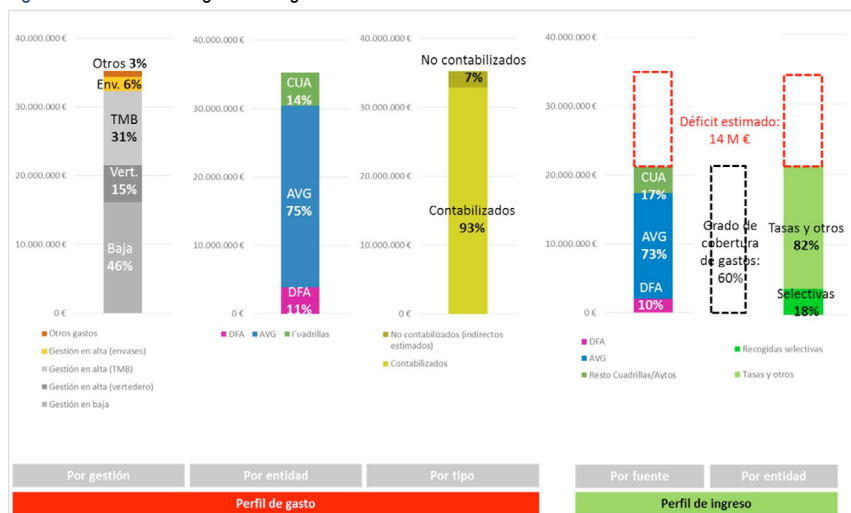 40.000.000 €
30.000.000 €
20.000.000 €
10.000.000 €
0 €
Otros 3%
Env. 6%
TMB
31%
Vert.
15%
Baja
46%
Otros gastos
Gestión en alta (envases)
Gestión en alta (TMB)
Gestión en alta (vertedero)
Gestión en baja
40.000.000 €
30.000.000 €
20.000.000 €
10.000.000 €
0 €
CUA
14%
AVG
75%
DFA
11%
DFA AVG Cuadrillas
40.000.000 €
30.000.000 €
20.000.000 €
10.000.000 €
0 €
No contabilizados
7%
Contabilizados
93%
No contabilizados (indirectos
estimados)
Contabilizados
40.000.000 €
30.000.000 €
20.000.000 €
10.000.000 €
0 €
Déficit estimado:
14 M €
CUA
17%
AVG
73%
DFA
10%
Grado de
cobertura
de gastos:
60%
Tasas y otros
82%
Selectivas
18%
DFA
AVG
Resto Cuadrillas/Aytos
Recogidas selectivas
Tasas y otros
Por gestión
Por entidad
Por tipo
Por fuente
Por entidad
Perfil de gasto
Perfil de ingreso